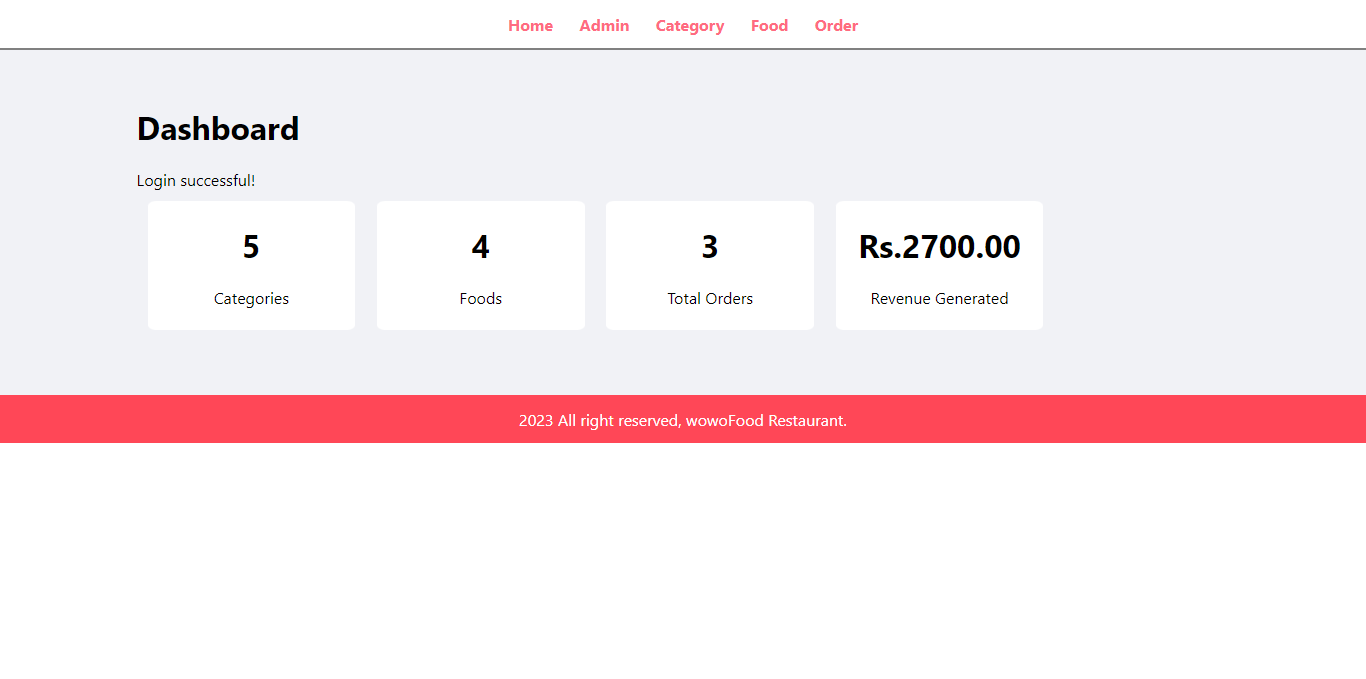 Home Admin Category Food Order
Dashboard
Login successful!
5 4 3 Rs.2700.00
Categories Foods Total Orders Revenue Generated
2023 All right reserved, wowoFood Restaurant.